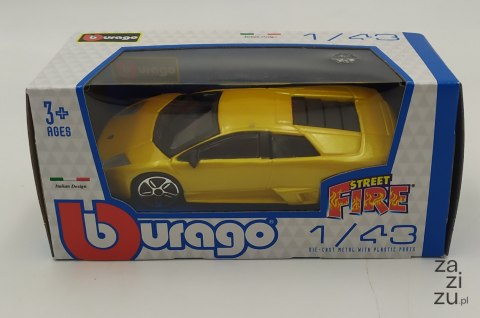 burago
1/43
3+
AGES
Italian Design
STREET
FIRE
burago
1/43
DIE-CAST METAL WITH PLASTIC PARTS
za
zi
zu.pl